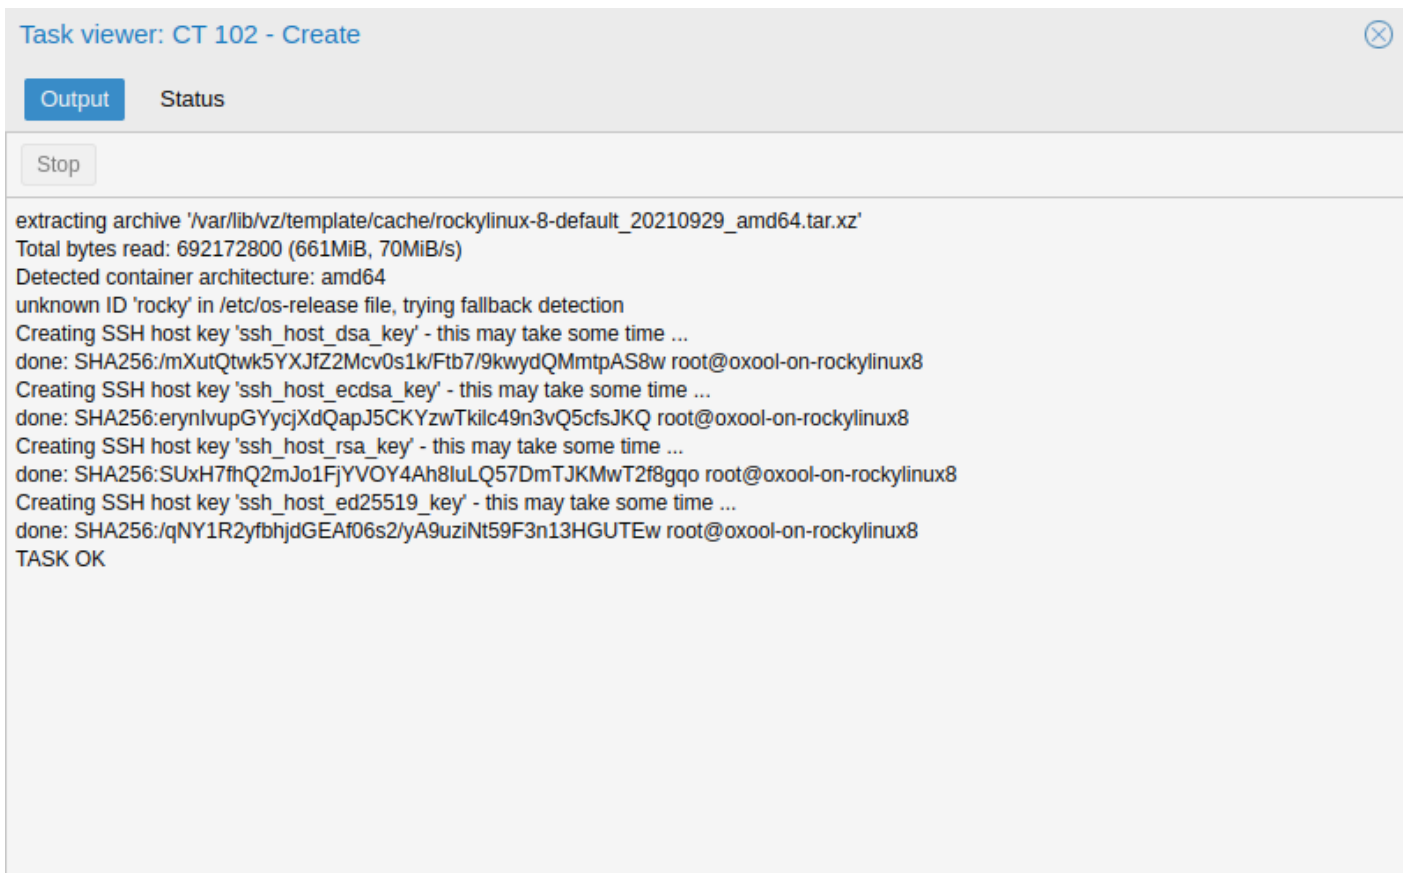 Task viewer: CT 102 - Create
Output Status
Stop
extracting archive '/var/lib/vz/template/cache/rockylinux-8-default_20210929_amd64.tar.xz'
Total bytes read: 692172800 (661MiB, 70MiB/s)
Detected container architecture: amd64
unknown ID 'rocky' in /etc/os-release file, trying fallback detection
Creating SSH host key 'ssh_host_dsa_key' - this may take some time ...
done: SHA256:/mXutQtwk5YXJfZ2Mcv0s1k/Ftb7/9kwydQMmtpAS8w root@oxool-on-rockylinux8
Creating SSH host key 'ssh_host_ecdsa_key' - this may take some time ...
done: SHA256:erynIvupGYycjXdQapJ5CKYzwTkilc49n3vQ5cfsJKQ root@oxool-on-rockylinux8
Creating SSH host key 'ssh_host_rsa_key' - this may take some time ...
done: SHA256:SUxH7fhQ2mJo1FjYVOY4Ah8IuLQ57DmTJKMwT2f8gqo root@oxool-on-rockylinux8
Creating SSH host key 'ssh_host_ed25519_key' - this may take some time ...
done: SHA256:/qNY1R2yfbhjdGEAf06s2/yA9uziNt59F3n13HGUTEw root@oxool-on-rockylinux8
TASK OK